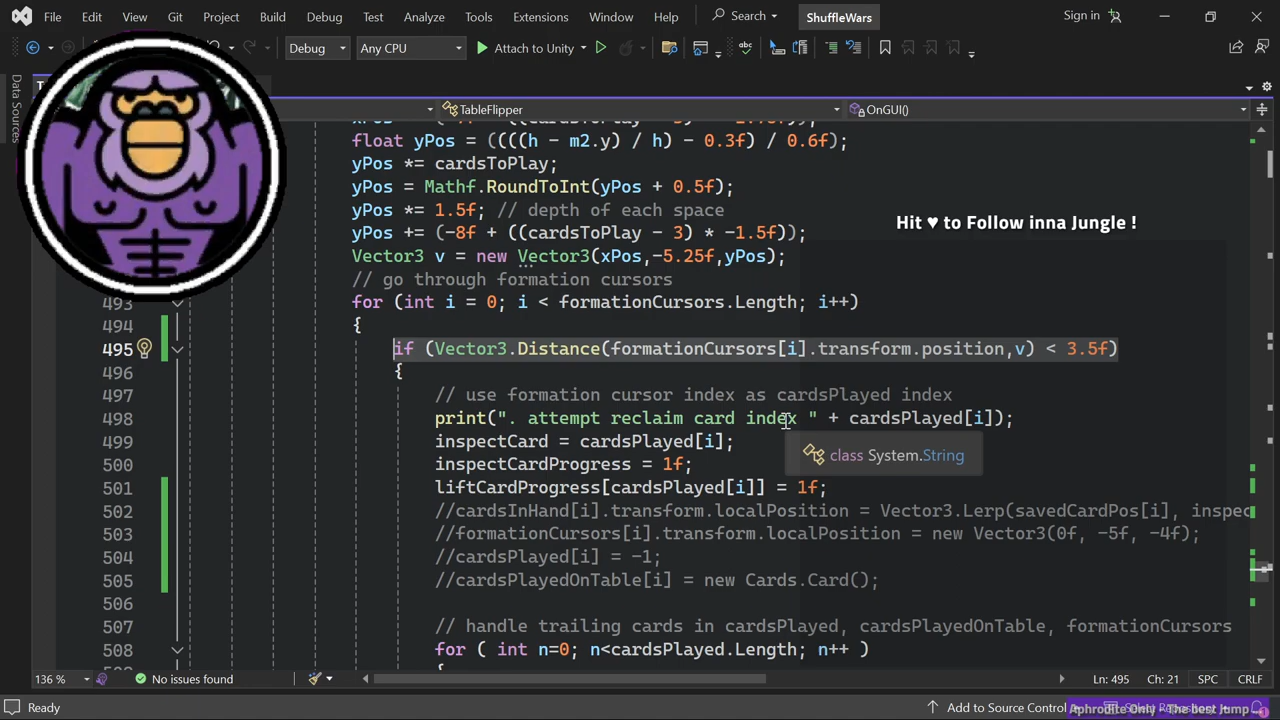 File Edit View Git Project Build Debug Test Analyze Tools Extensions Window Help Search ShuffleWars Sign in
Debug Any CPU Attach to Unity
Data Sources
TableFlipper OnGUI()
float yPos = ((((h - m2.y) / h) - 0.3f) / 0.6f);
yPos *= cardsToPlay;
yPos = Mathf.RoundToInt(yPos + 0.5f);
yPos *= 1.5f; // depth of each space
Hit ♥ to Follow inna Jungle !
yPos += (-8f + ((cardsToPlay - 3) * -1.5f));
Vector3 v = new Vector3(xPos,-5.25f,yPos);
// go through formation cursors
493 for (int i = 0; i < formationCursors.Length; i++)
494 {
495 if (Vector3.Distance(formationCursors[i].transform.position,v) < 3.5f)
496 {
497 // use formation cursor index as cardsPlayed index
498 print(". attempt reclaim card index " + cardsPlayed[i]);
499 inspectCard = cardsPlayed[i];
class System.String
500 inspectCardProgress = 1f;
501 liftCardProgress[cardsPlayed[i]] = 1f;
502 //cardsInHand[i].transform.localPosition = Vector3.Lerp(savedCardPos[i], inspec
503 //formationCursors[i].transform.localPosition = new Vector3(0f, -5f, -4f);
504 //cardsPlayed[i] = -1;
505 //cardsPlayedOnTable[i] = new Cards.Card();
506
507 // handle trailing cards in cardsPlayed, cardsPlayedOnTable, formationCursors
508 for ( int n=0; n<cardsPlayed.Length; n++ )
136 % No issues found Ln: 495 Ch: 21 SPC CRLF
Ready Add to Source Control
Aphrodite Only - The best Jump